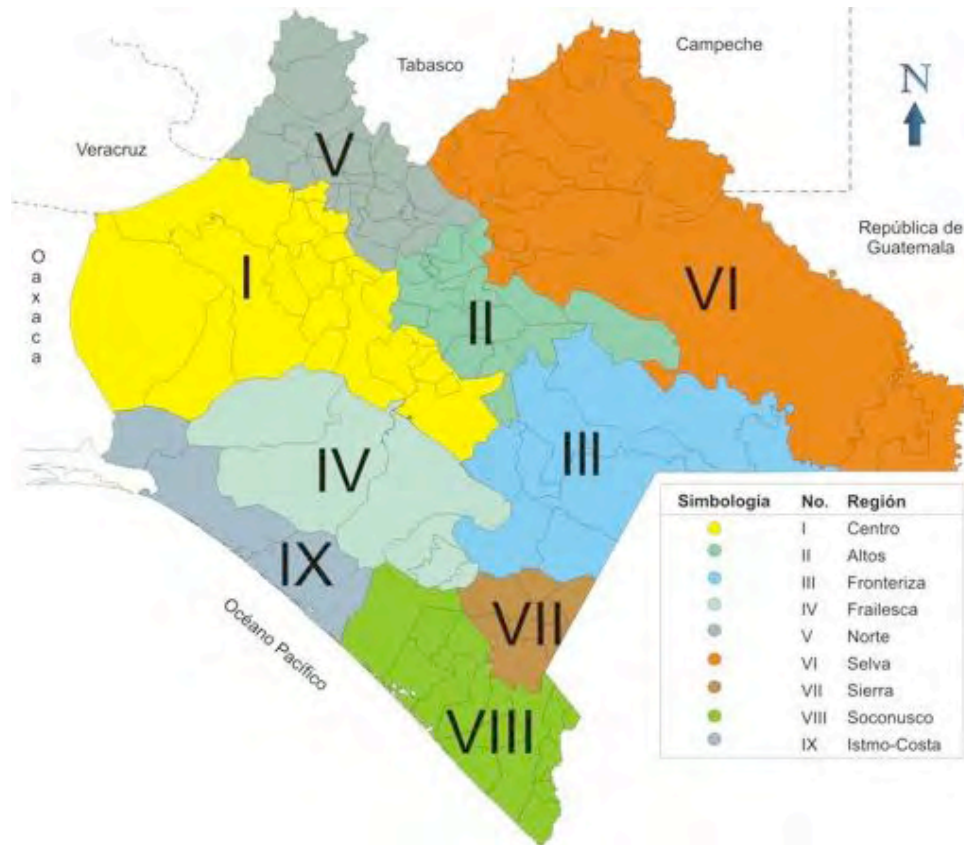 Campeche
Tabasco
N
Veracruz
V
República de
Guatemala
Oaxaca
I
VI
II
III
IV
IX
VII
VIII
Océano Pacífico
Simbología No. Región
I Centro
II Altos
III Fronteriza
IV Frailesca
V Norte
VI Selva
VII Sierra
VIII Soconusco
IX Istmo-Costa